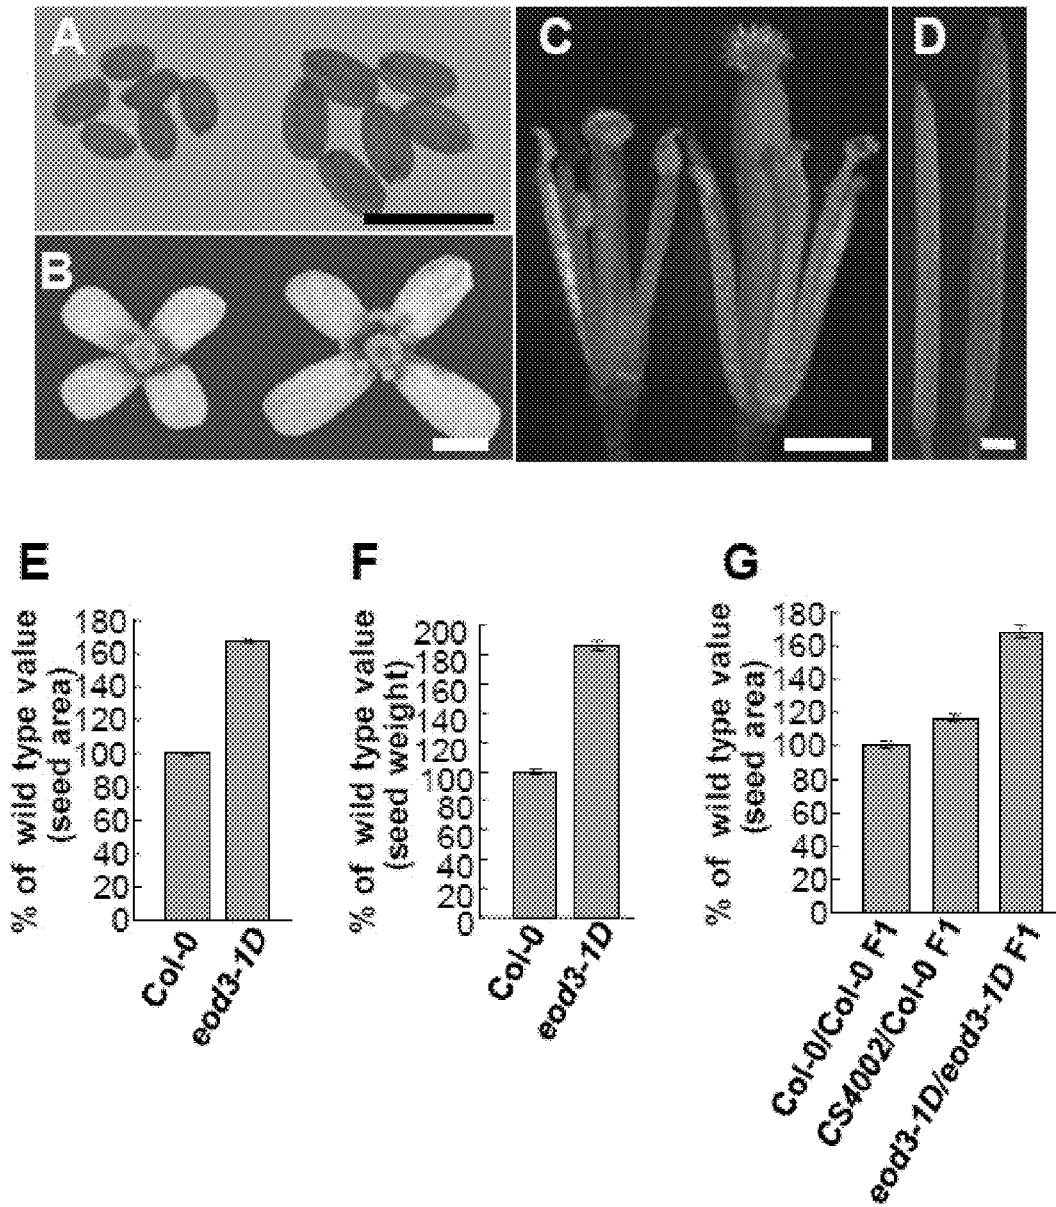 A
B
C
D
E
% of wild type value
(seed area)
180
160
140
120
100
80
60
40
20
0
Col-0
eod3-1D
F
% of wild type value
(seed weight)
200
180
160
140
120
100
80
60
40
20
0
Col-0
eod3-1D
G
% of wild type value
(seed area)
180
160
140
120
100
80
60
40
20
0
Col-0/Col-0 F1
CS4002/Col-0 F1
eod3-1D/eod3-1D F1